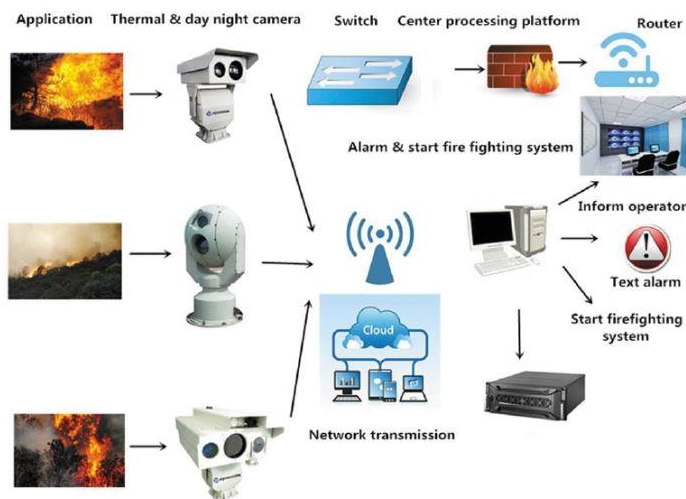 Application
Thermal & day night camera
Switch
Center processing platform
Router
Alarm & start fire fighting system
Inform operator
Text alarm
Start firefighting
system
Cloud
Network transmission